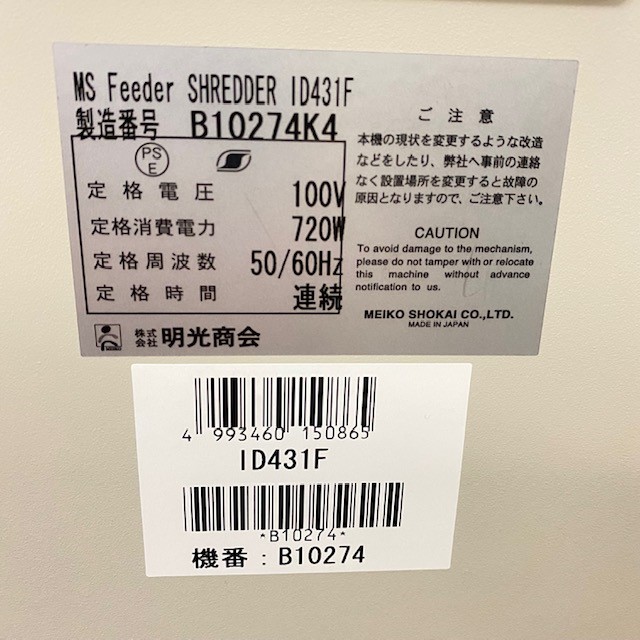 MS Feeder SHREDDER ID431F
製造番号 B10274K4
PS
E
定格電圧 100V
定格消費電力 720W
定格周波数 50/60Hz
定格時間 連続
株式
会社 明光商会
ご注意
本機の現状を変更するような改造
などをしたり、弊社へ事前の連絡
なく設置場所を変更すると故障の
原因となりますので、ご注意下さい。
CAUTION
To avoid damage to the mechanism,
please do not tamper with or relocate
this machine without advance
notification to us.
MEIKO SHOKAI CO.,LTD.
MADE IN JAPAN
4 993460 150865
ID431F
*B10274*
機番：B10274